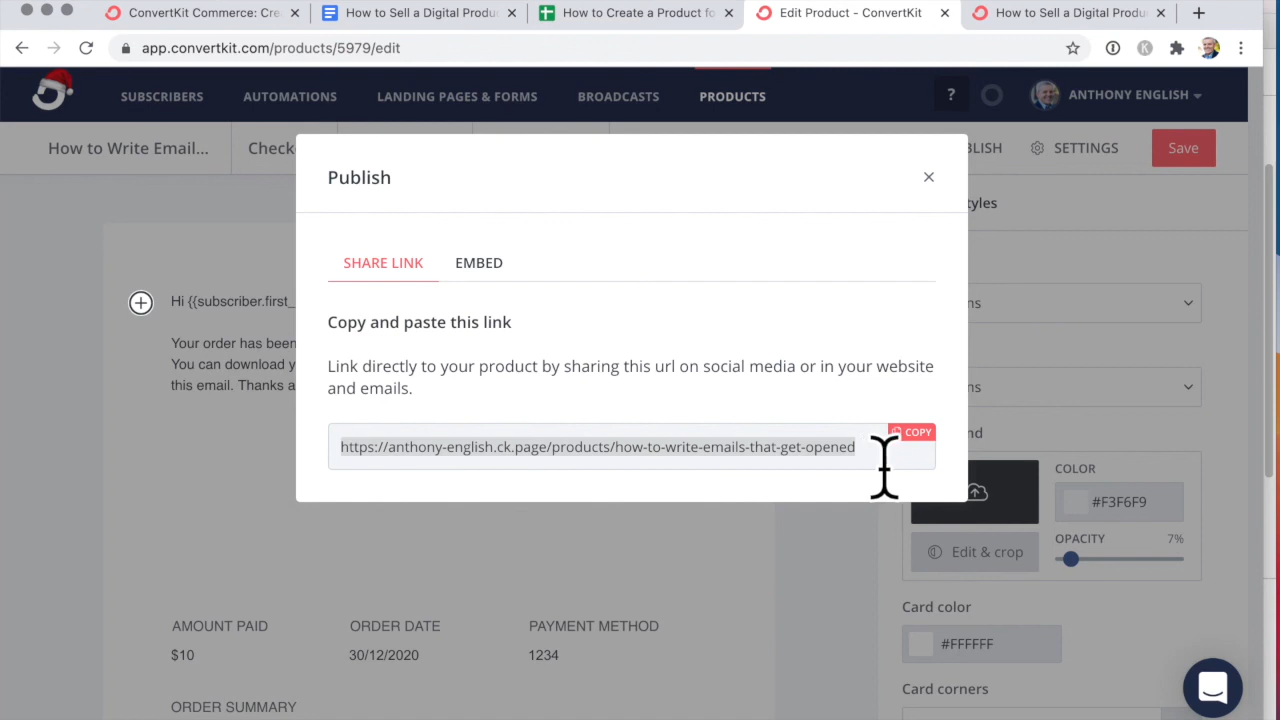 ConvertKit Commerce: Cre
How to Sell a Digital Produ
How to Create a Product fo
Edit Product - ConvertKit
How to Sell a Digital Produ
app.convertkit.com/products/5979/edit
K
SUBSCRIBERS
AUTOMATIONS
LANDING PAGES & FORMS
BROADCASTS
PRODUCTS
?
ANTHONY ENGLISH
How to Write Email...
Check
BLISH
SETTINGS
Save
Publish
tyles
SHARE LINK
EMBED
Hi {{subscriber.first_
ns
Copy and paste this link
Your order has been
You can download y
this email. Thanks a
Link directly to your product by sharing this url on social media or in your website
and emails.
ns
COPY
nd
https://anthony-english.ck.page/products/how-to-write-emails-that-get-opened
COLOR
#F3F6F9
OPACITY
7%
Edit & crop
Card color
AMOUNT PAID
ORDER DATE
PAYMENT METHOD
#FFFFFF
$10
30/12/2020
1234
Card corners
ORDER SUMMARY